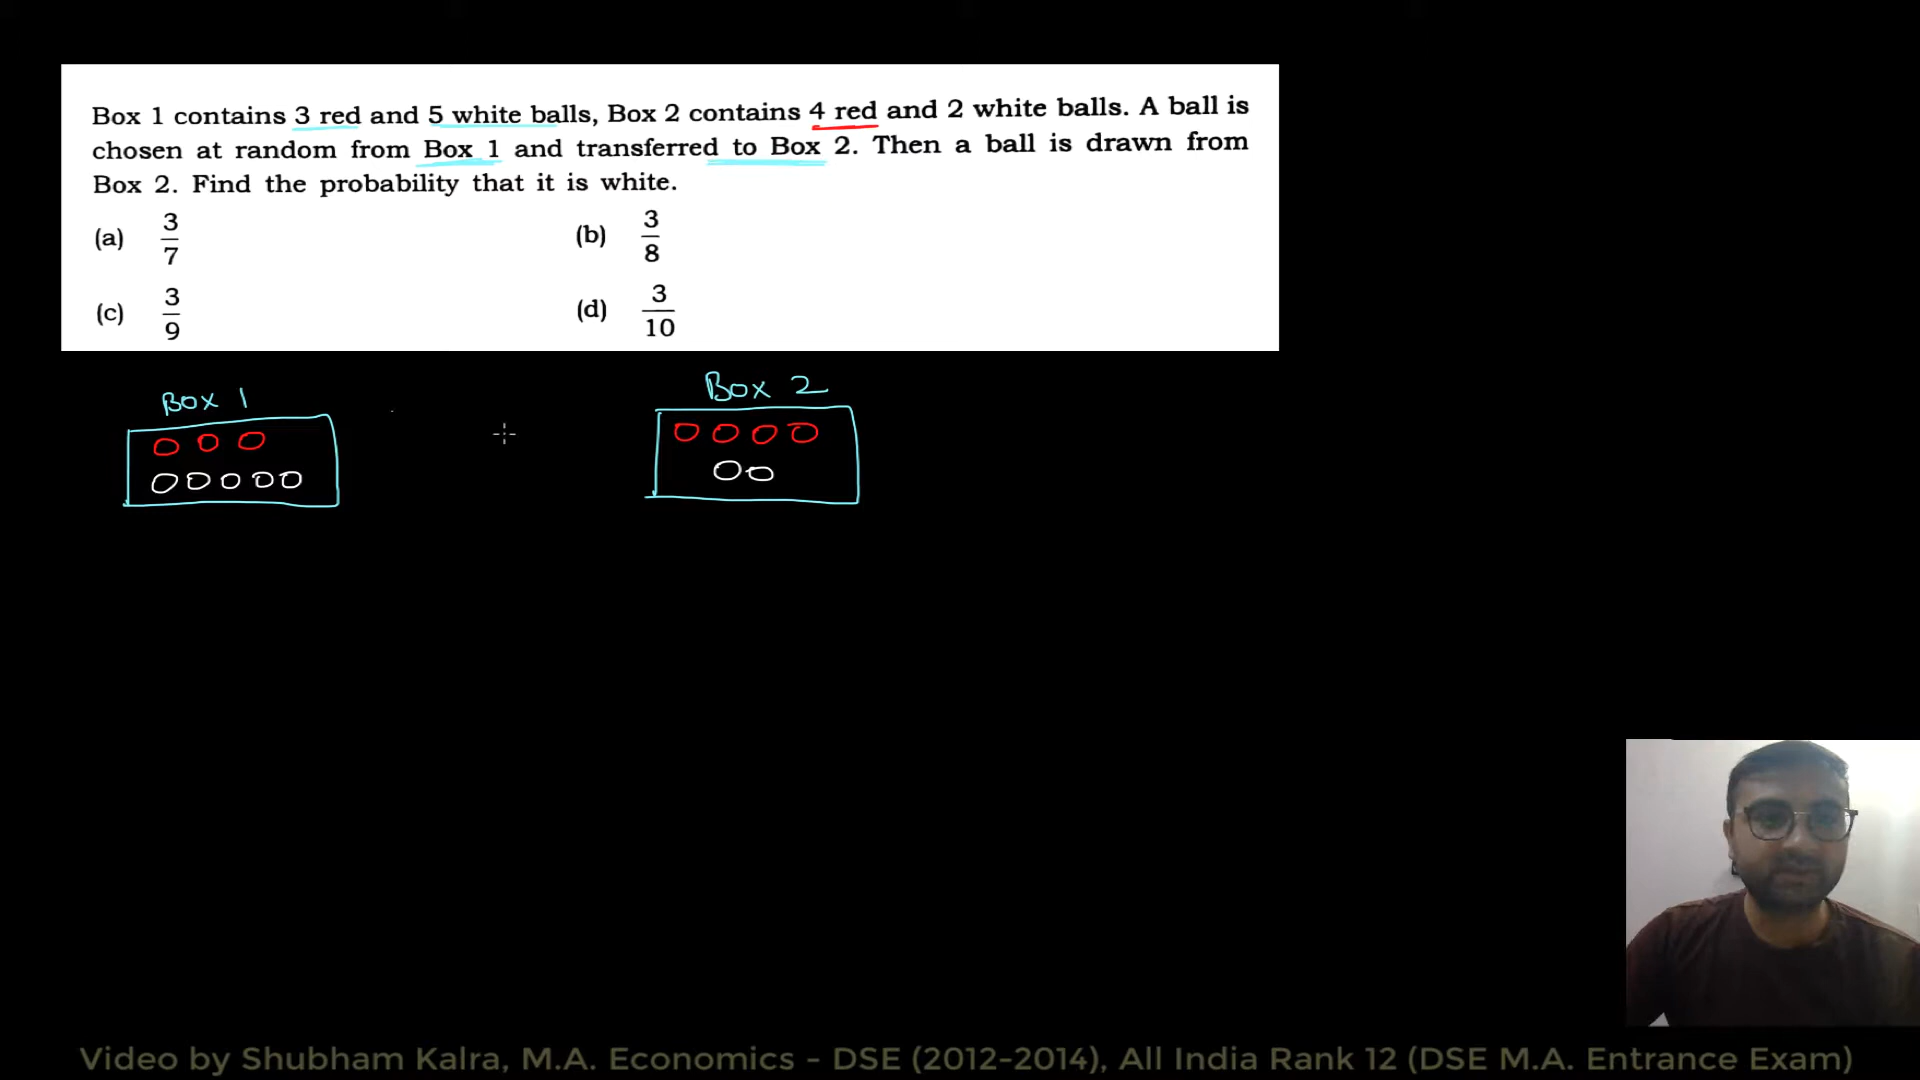 Box 1 contains 3 red and 5 white balls, Box 2 contains 4 red and 2 white balls. A ball is
chosen at random from Box 1 and transferred to Box 2. Then a ball is drawn from
Box 2. Find the probability that it is white.
(a) 3/7 (b) 3/8
(c) 3/9 (d) 3/10
Box 1 Box 2
Video by Shubham Kalra, M.A. Economics - DSE (2012-2014), All India Rank 12 (DSE M.A. Entrance Exam)